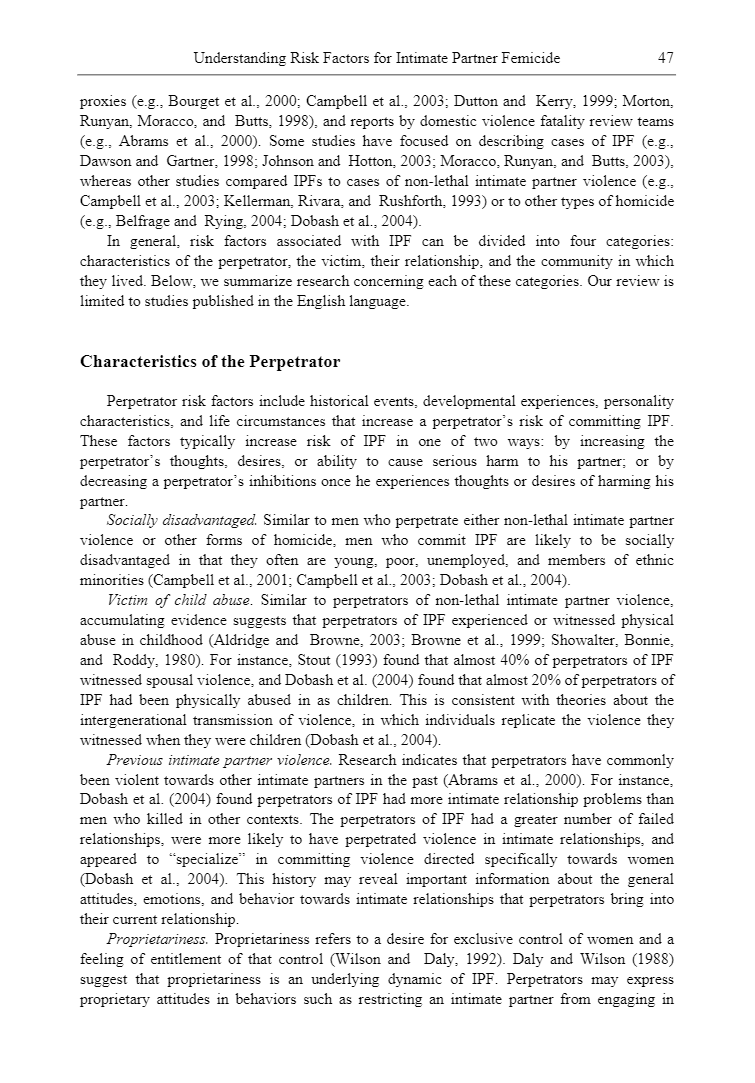 Understanding Risk Factors for Intimate Partner Femicide 47
proxies (e.g., Bourget et al., 2000; Campbell et al., 2003; Dutton and Kerry, 1999; Morton,
Runyan, Moracco, and Butts, 1998), and reports by domestic violence fatality review teams
(e.g., Abrams et al., 2000). Some studies have focused on describing cases of IPF (e.g.,
Dawson and Gartner, 1998; Johnson and Hotton, 2003; Moracco, Runyan, and Butts, 2003),
whereas other studies compared IPFs to cases of non-lethal intimate partner violence (e.g.,
Campbell et al., 2003; Kellerman, Rivara, and Rushforth, 1993) or to other types of homicide
(e.g., Belfrage and Rying, 2004; Dobash et al., 2004).
In general, risk factors associated with IPF can be divided into four categories:
characteristics of the perpetrator, the victim, their relationship, and the community in which
they lived. Below, we summarize research concerning each of these categories. Our review is
limited to studies published in the English language.
Characteristics of the Perpetrator
Perpetrator risk factors include historical events, developmental experiences, personality
characteristics, and life circumstances that increase a perpetrator's risk of committing IPF.
These factors typically increase risk of IPF in one of two ways: by increasing the
perpetrator's thoughts, desires, or ability to cause serious harm to his partner; or by
decreasing a perpetrator's inhibitions once he experiences thoughts or desires of harming his
partner.
Socially disadvantaged. Similar to men who perpetrate either non-lethal intimate partner
violence or other forms of homicide, men who commit IPF are likely to be socially
disadvantaged in that they often are young, poor, unemployed, and members of ethnic
minorities (Campbell et al., 2001; Campbell et al., 2003; Dobash et al., 2004).
Victim of child abuse. Similar to perpetrators of non-lethal intimate partner violence,
accumulating evidence suggests that perpetrators of IPF experienced or witnessed physical
abuse in childhood (Aldridge and Browne, 2003; Browne et al., 1999; Showalter, Bonnie,
and Roddy, 1980). For instance, Stout (1993) found that almost 40% of perpetrators of IPF
witnessed spousal violence, and Dobash et al. (2004) found that almost 20% of perpetrators of
IPF had been physically abused in as children. This is consistent with theories about the
intergenerational transmission of violence, in which individuals replicate the violence they
witnessed when they were children (Dobash et al., 2004).
Previous intimate partner violence. Research indicates that perpetrators have commonly
been violent towards other intimate partners in the past (Abrams et al., 2000). For instance,
Dobash et al. (2004) found perpetrators of IPF had more intimate relationship problems than
men who killed in other contexts. The perpetrators of IPF had a greater number of failed
relationships, were more likely to have perpetrated violence in intimate relationships, and
appeared to “specialize” in committing violence directed specifically towards women
(Dobash et al., 2004). This history may reveal important information about the general
attitudes, emotions, and behavior towards intimate relationships that perpetrators bring into
their current relationship.
Proprietariness. Proprietariness refers to a desire for exclusive control of women and a
feeling of entitlement of that control (Wilson and Daly, 1992). Daly and Wilson (1988)
suggest that proprietariness is an underlying dynamic of IPF. Perpetrators may express
proprietary attitudes in behaviors such as restricting an intimate partner from engaging in